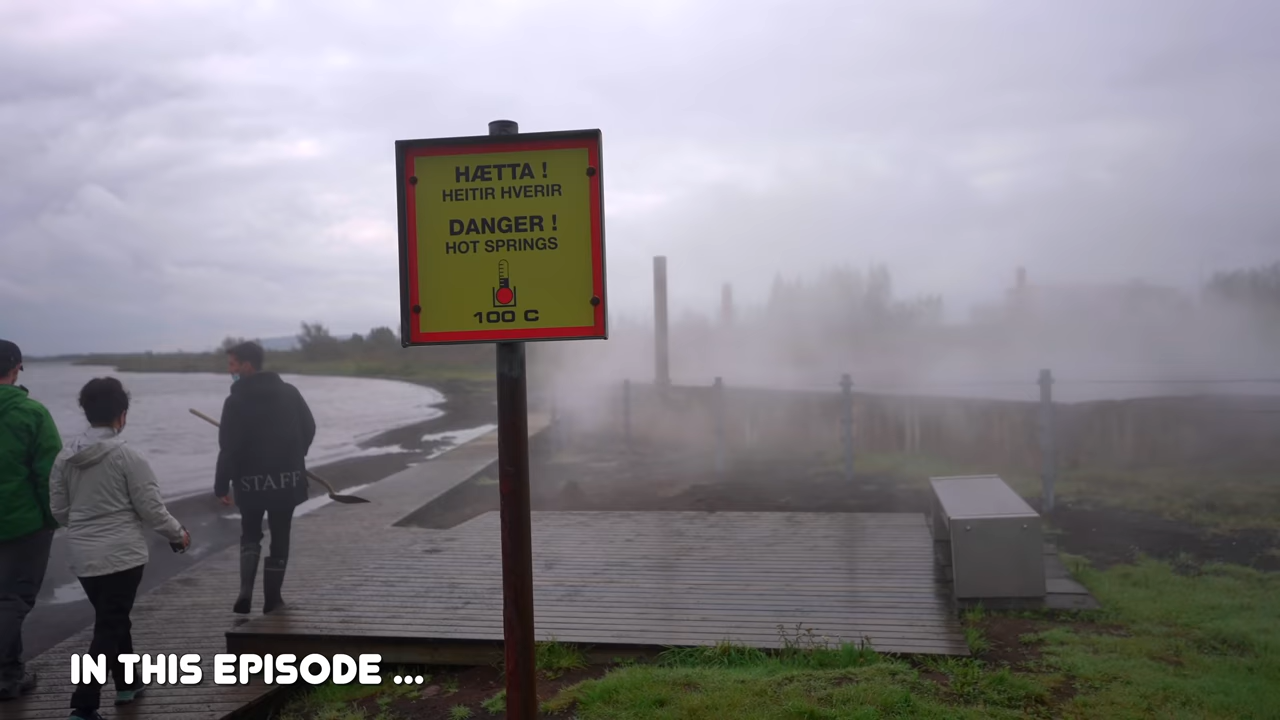 HÆTTA !
HEITIR HVERIR
DANGER !
HOT SPRINGS
100 C
STAFF
IN THIS EPISODE ...